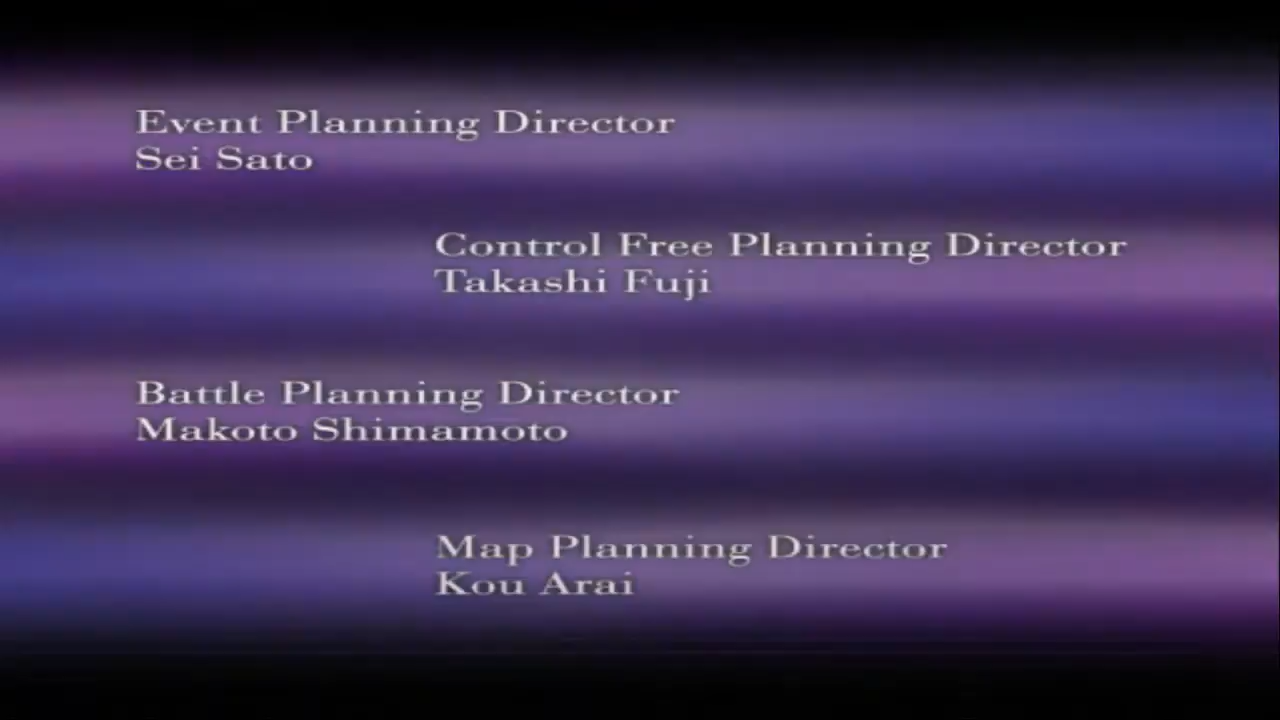 Event Planning Director
Sei Sato
Control Free Planning Director
Takashi Fuji
Battle Planning Director
Makoto Shimamoto
Map Planning Director
Kou Arai